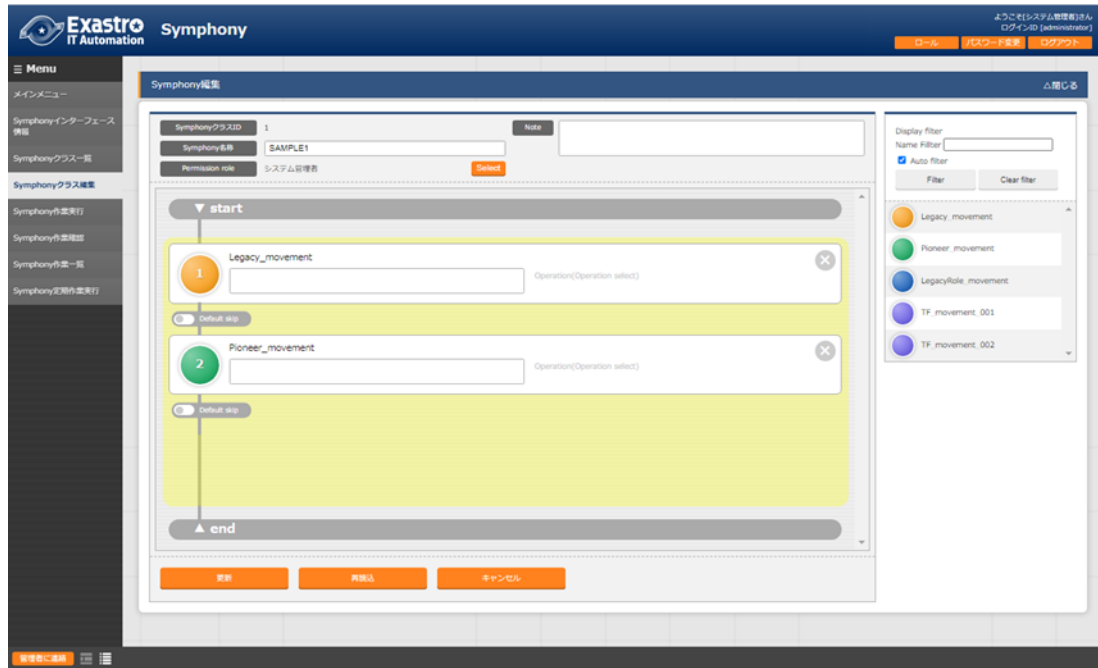 Exastro
IT Automation
Symphony
ようこそ[システム管理者]さん
ログインID [administrator]
ロール
パスワード変更
ログアウト
Menu
メインメニュー
Symphonyインターフェース
情報
Symphonyクラス一覧
Symphonyクラス編集
Symphony作業実行
Symphony作業確認
Symphony作業一覧
Symphony定期作業実行
Symphony編集
△閉じる
SymphonyクラスID
1
Symphony名称
SAMPLE1
Permission role
システム管理者
Select
Note
▼ start
1
Legacy_movement
Operation(Operation select)
Default skip
2
Pioneer_movement
Operation(Operation select)
Default skip
▲ end
更新
再読込
キャンセル
Display filter
Name Fillter
Auto filter
Filter
Clear filter
Legacy_movement
Pioneer_movement
LegacyRole_movement
TF_movement_001
TF_movement_002
管理者に連絡